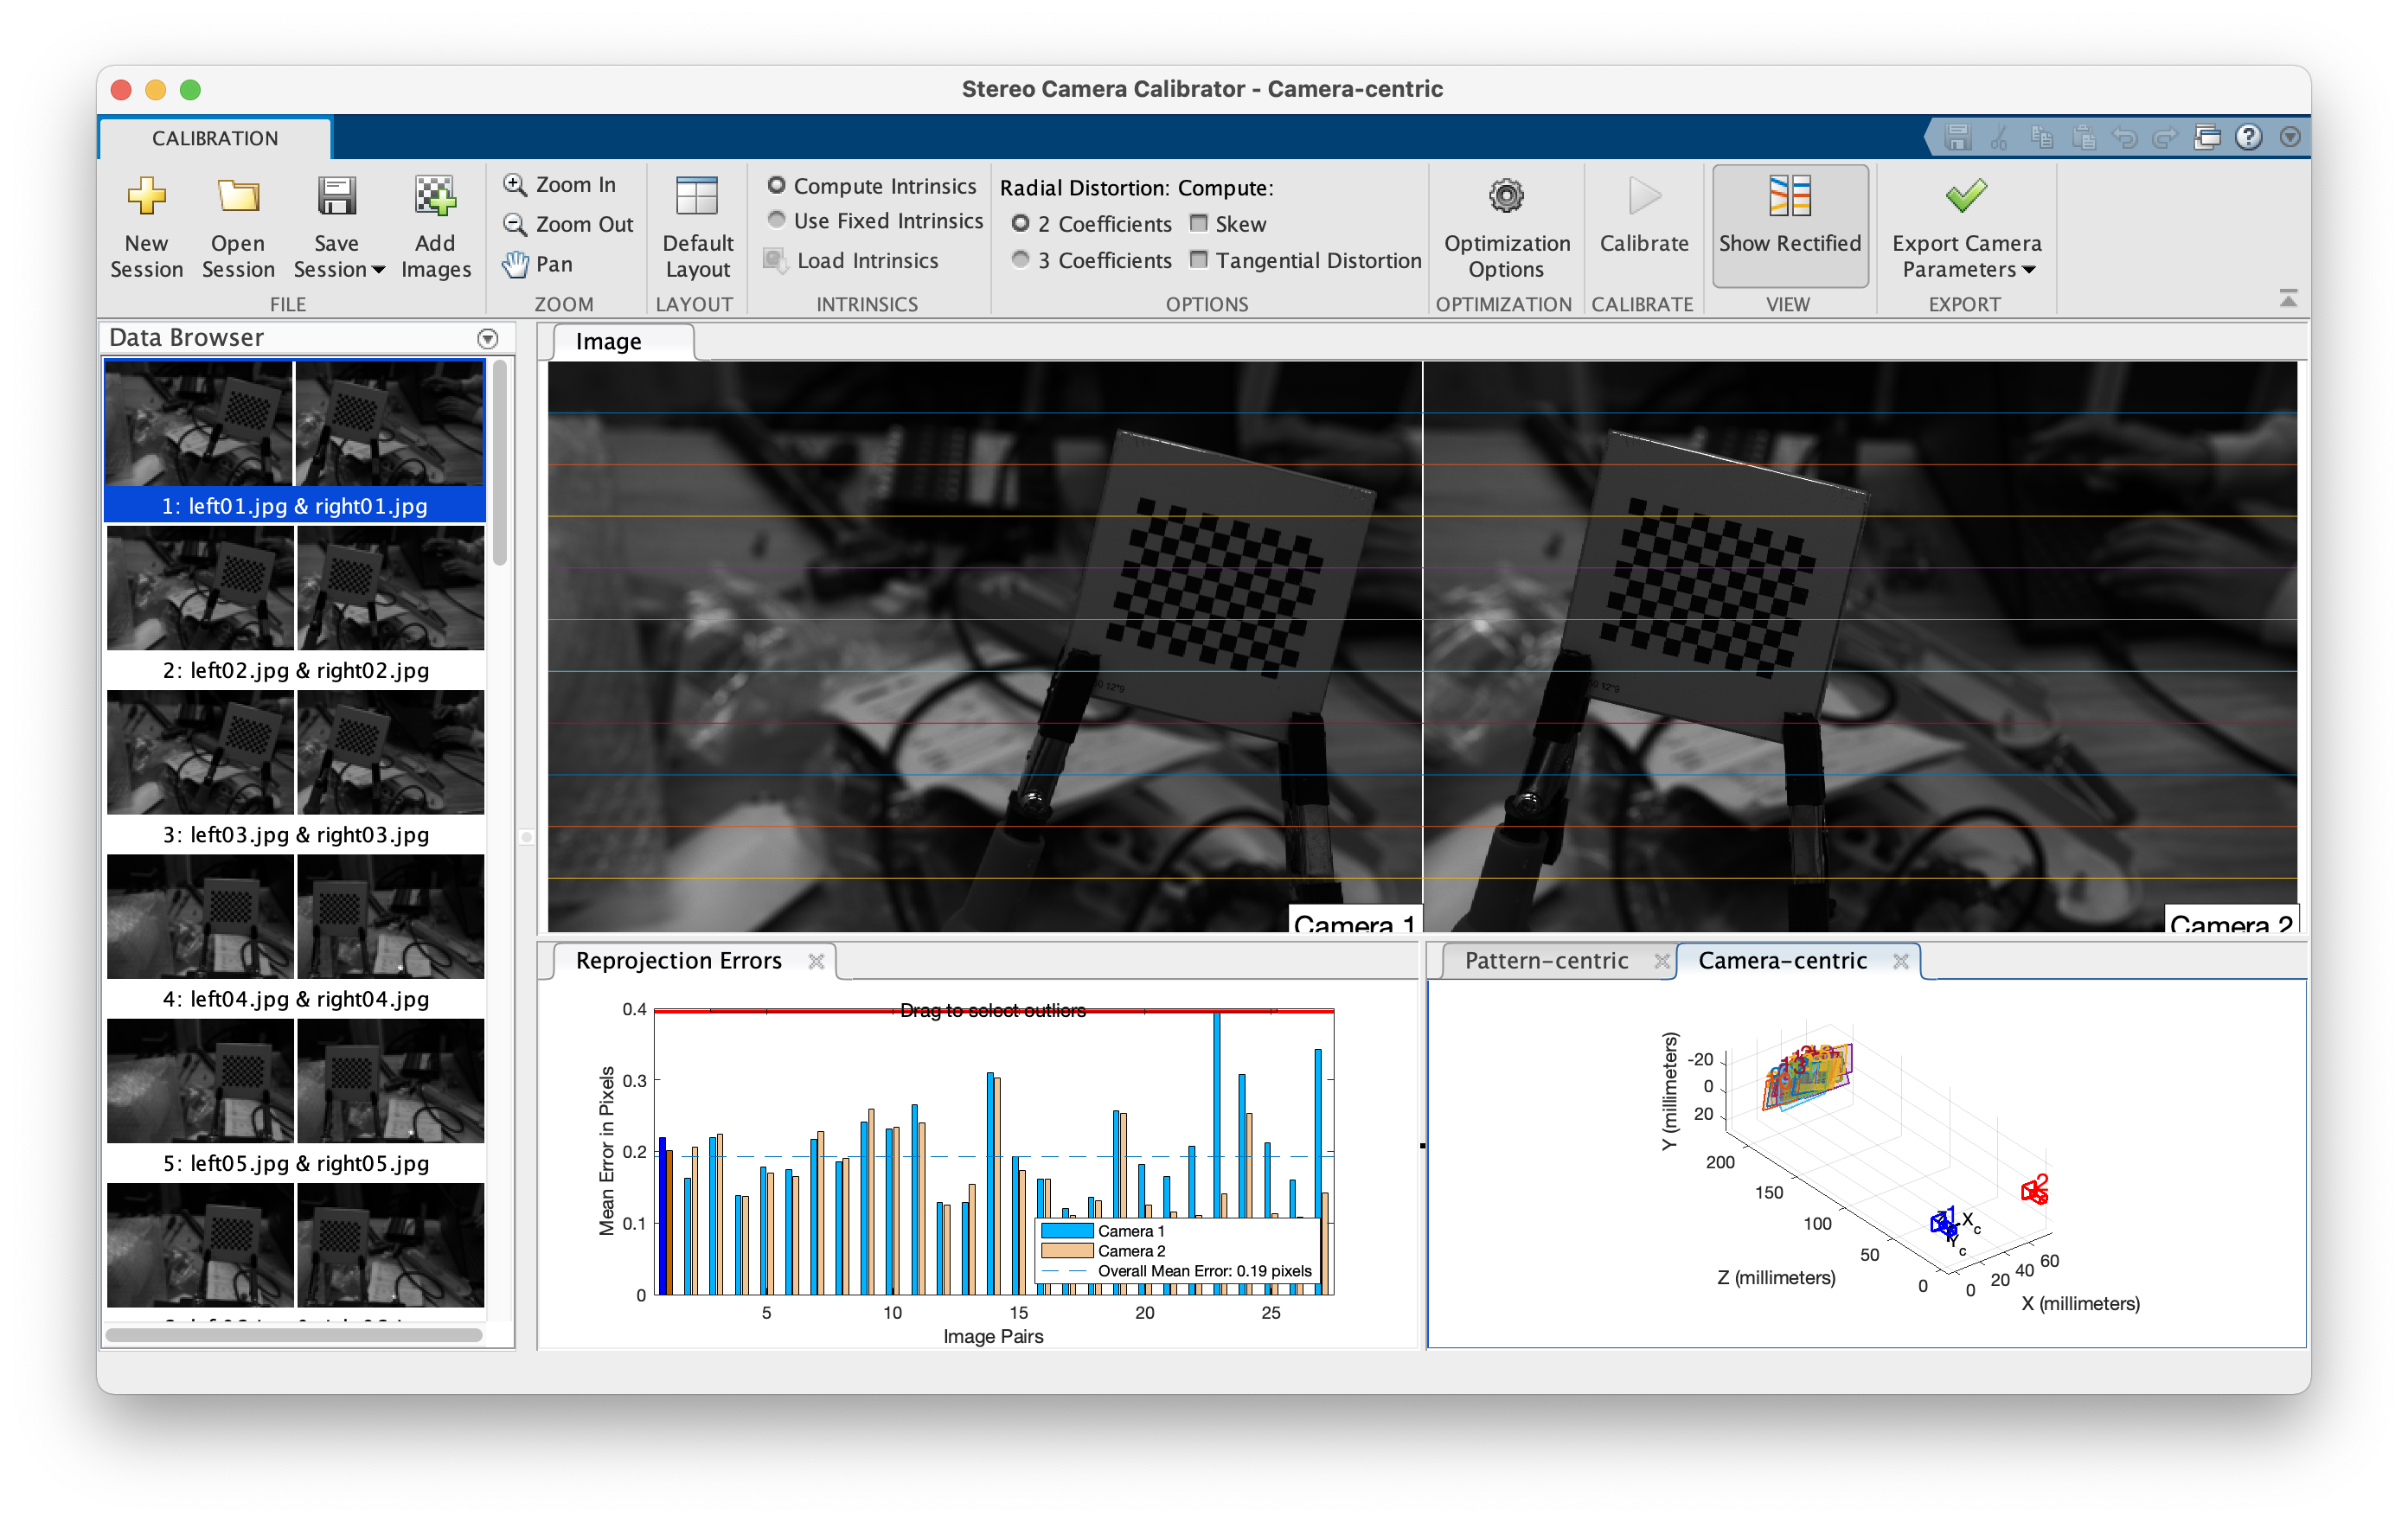 Stereo Camera Calibrator - Camera-centric
CALIBRATION
New Session
Open Session
Save Session
Add Images
FILE
Zoom In
Zoom Out
Pan
ZOOM
Default Layout
LAYOUT
Compute Intrinsics
Use Fixed Intrinsics
Load Intrinsics
INTRINSICS
Radial Distortion: Compute:
2 Coefficients Skew
3 Coefficients Tangential Distortion
OPTIONS
Optimization Options
OPTIMIZATION
Calibrate
CALIBRATE
Show Rectified
VIEW
Export Camera Parameters
EXPORT
Data Browser
1: left01.jpg & right01.jpg
2: left02.jpg & right02.jpg
3: left03.jpg & right03.jpg
4: left04.jpg & right04.jpg
5: left05.jpg & right05.jpg
Image
Camera 1
Camera 2
Reprojection Errors
Drag to select outliers
Mean Error in Pixels
0.4
0.3
0.2
0.1
0
5 10 15 20 25
Image Pairs
Camera 1
Camera 2
Overall Mean Error: 0.19 pixels
Pattern-centric
Camera-centric
Y (millimeters)
-20
0
20
200
150
100
50
0
Z (millimeters)
0 20 40 60
X (millimeters)
1
Xc
Yc
2